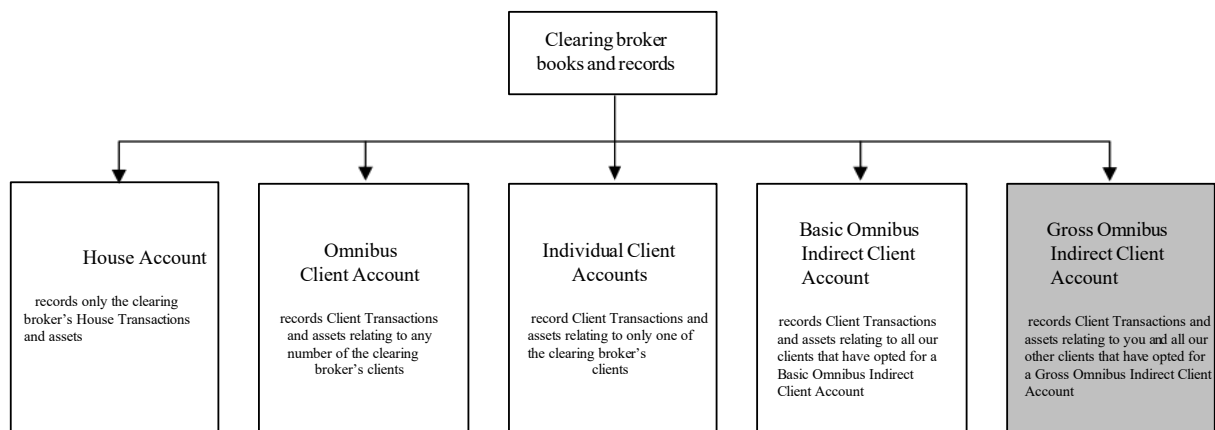 Clearing broker
books and records
House Account
records only the clearing
broker’s House Transactions
and assets
Omnibus
Client Account
records Client Transactions
and assets relating to any
number of the clearing
broker’s clients
Individual Client
Accounts
record Client Transactions and
assets relating to only one of
the clearing broker’s
clients
Basic Omnibus
Indirect Client
Account
records Client Transactions
and assets relating to all our
clients that have opted for a
Basic Omnibus Indirect
Client Account
Gross Omnibus
Indirect Client
Account
records Client Transactions and
assets relating to you and all our
other clients that have opted for
a Gross Omnibus Indirect Client
Account